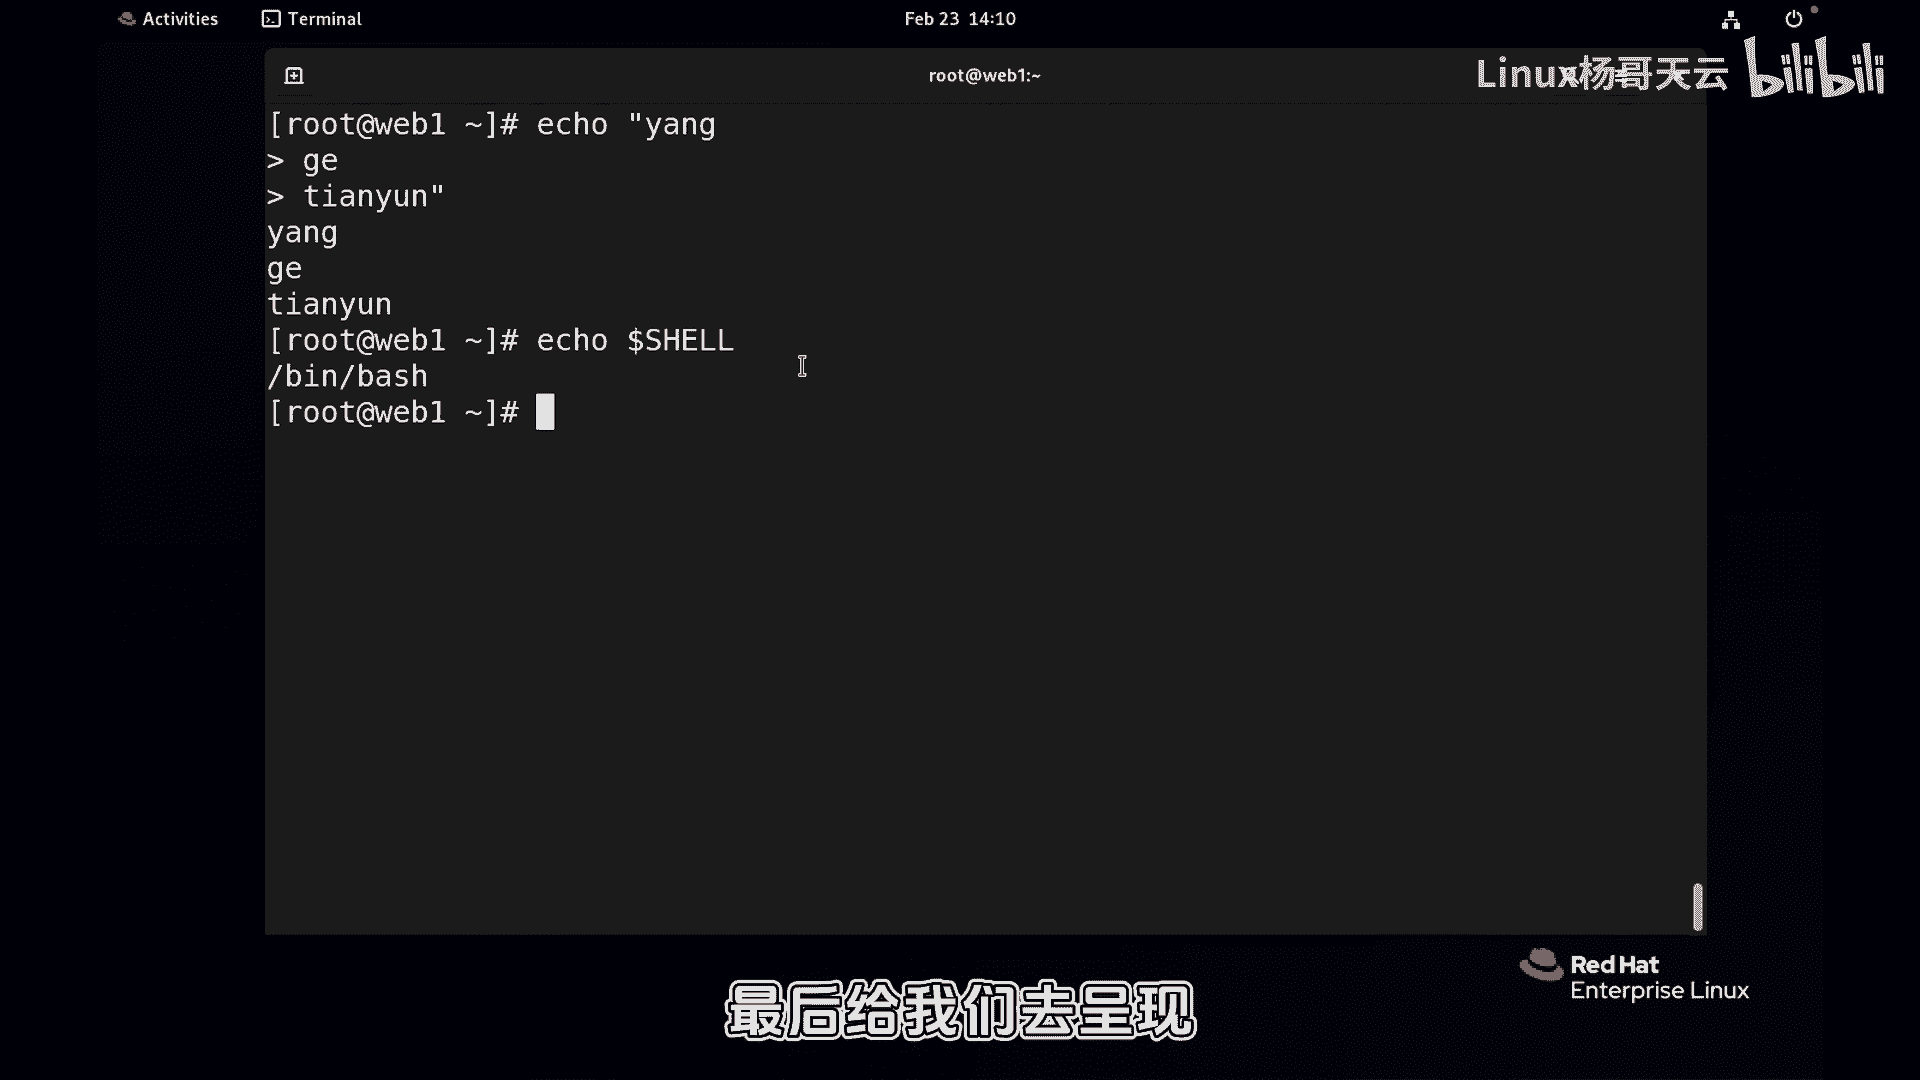 Activities Terminal Feb 23 14:10
root@web1:~ Linux杨哥天云 bilibili
[root@web1 ~]# echo "yang
> ge
> tianyun"
yang
ge
tianyun
[root@web1 ~]# echo $SHELL
/bin/bash
[root@web1 ~]#
Red Hat
Enterprise Linux
最后给我们去呈现